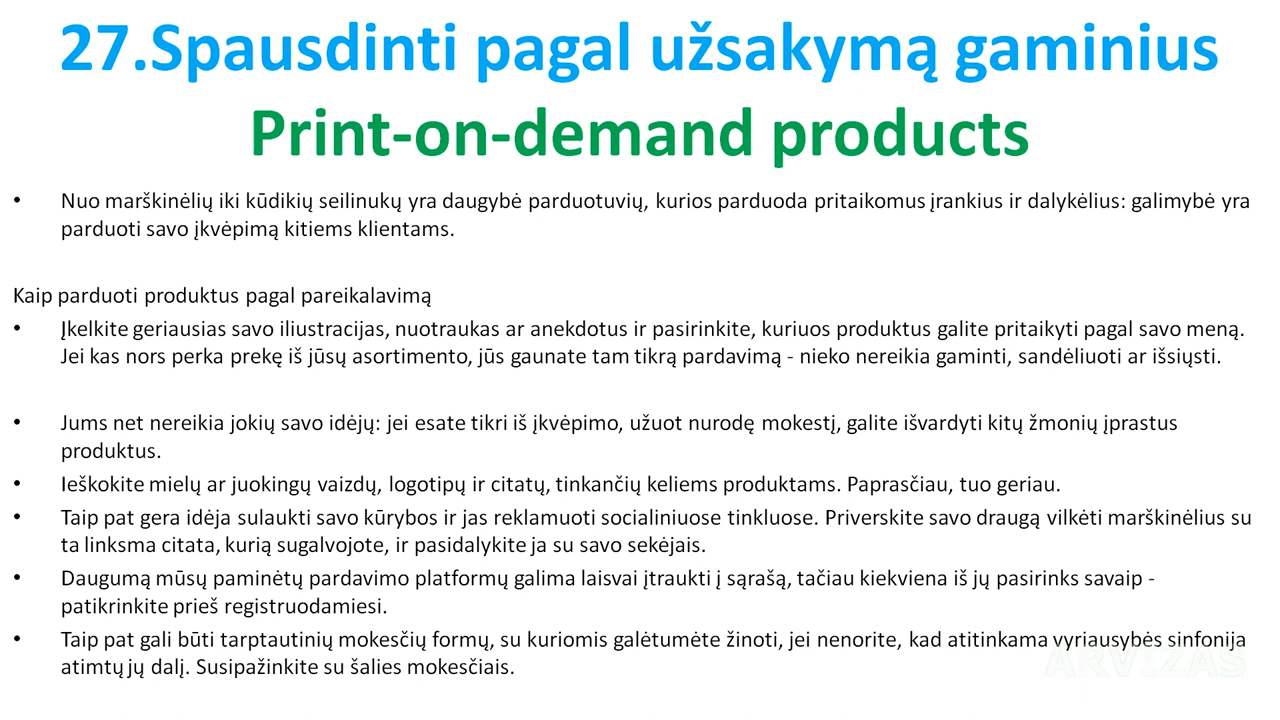 27.Spausdinti pagal užsakymą gaminius
Print-on-demand products
• Nuo marškinėlių iki kūdikių seilinukų yra daugybė parduotuvių, kurios parduoda pritaikomus įrankius ir dalykėlius: galimybė yra
parduoti savo įkvėpimą kitiems klientams.
Kaip parduoti produktus pagal pareikalavimą
• Įkelkite geriausias savo iliustracijas, nuotraukas ar anekdotus ir pasirinkite, kuriuos produktus galite pritaikyti pagal savo meną.
Jei kas nors perka prekę iš jūsų asortimento, jūs gaunate tam tikrą pardavimą - nieko nereikia gaminti, sandėliuoti ar išsiųsti.
• Jums net nereikia jokių savo idėjų: jei esate tikri iš įkvėpimo, užuot nurodę mokestį, galite išvardyti kitų žmonių įprastus
produktus.
• Ieškokite mielų ar juokingų vaizdų, logotipų ir citatų, tinkančių keliems produktams. Paprasčiau, tuo geriau.
• Taip pat gera idėja sulaukti savo kūrybos ir jas reklamuoti socialiniuose tinkluose. Priverskite savo draugą vilkėti marškinėlius su
ta linksma citata, kurią sugalvojote, ir pasidalykite ja su savo sekėjais.
• Daugumą mūsų paminėtų pardavimo platformų galima laisvai įtraukti į sąrašą, tačiau kiekviena iš jų pasirinks savaip -
patikrinkite prieš registruodamiesi.
• Taip pat gali būti tarptautinių mokesčių formų, su kuriomis galėtumėte žinoti, jei nenorite, kad atitinkama vyriausybės sinfonija
atimtų jų dalį. Susipažinkite su šalies mokesčiais.
ARVIZAS